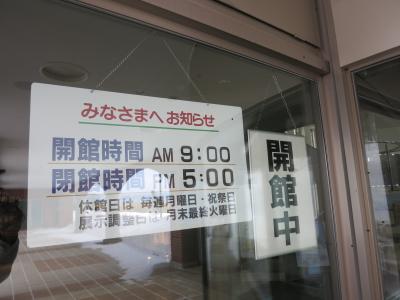 みなさまへ お知らせ
開館時間 AM 9:00
閉館時間 PM 5:00
休館日は 毎週月曜日・祝祭日
展示調整日は 月末最終火曜日
開館中